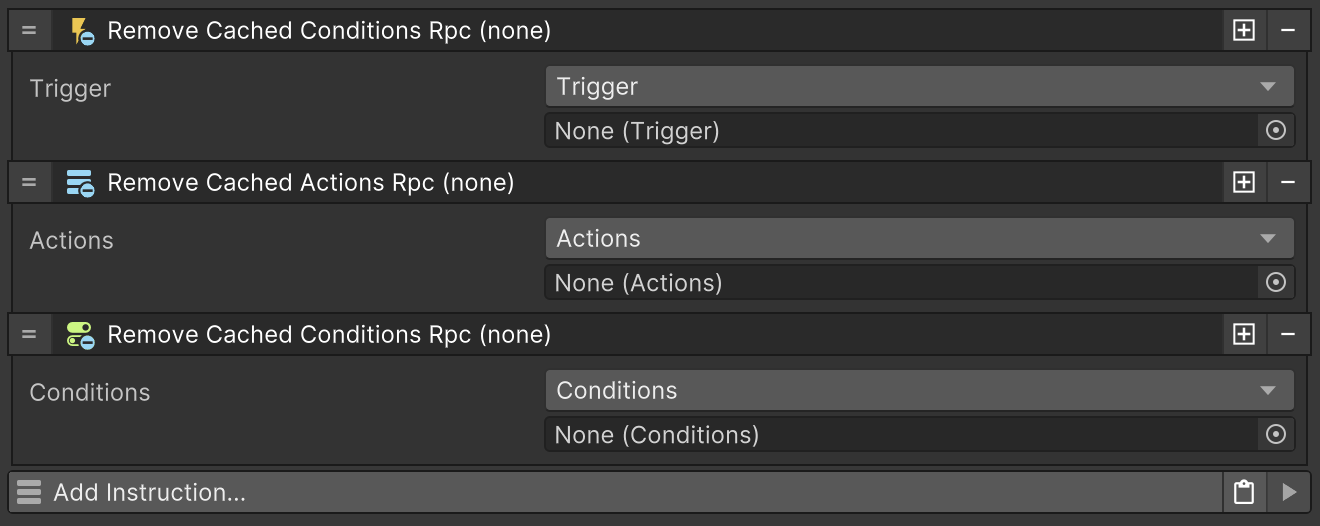 Remove Cached Conditions Rpc (none)
Trigger
Trigger
None (Trigger)
Remove Cached Actions Rpc (none)
Actions
Actions
None (Actions)
Remove Cached Conditions Rpc (none)
Conditions
Conditions
None (Conditions)
Add Instruction...